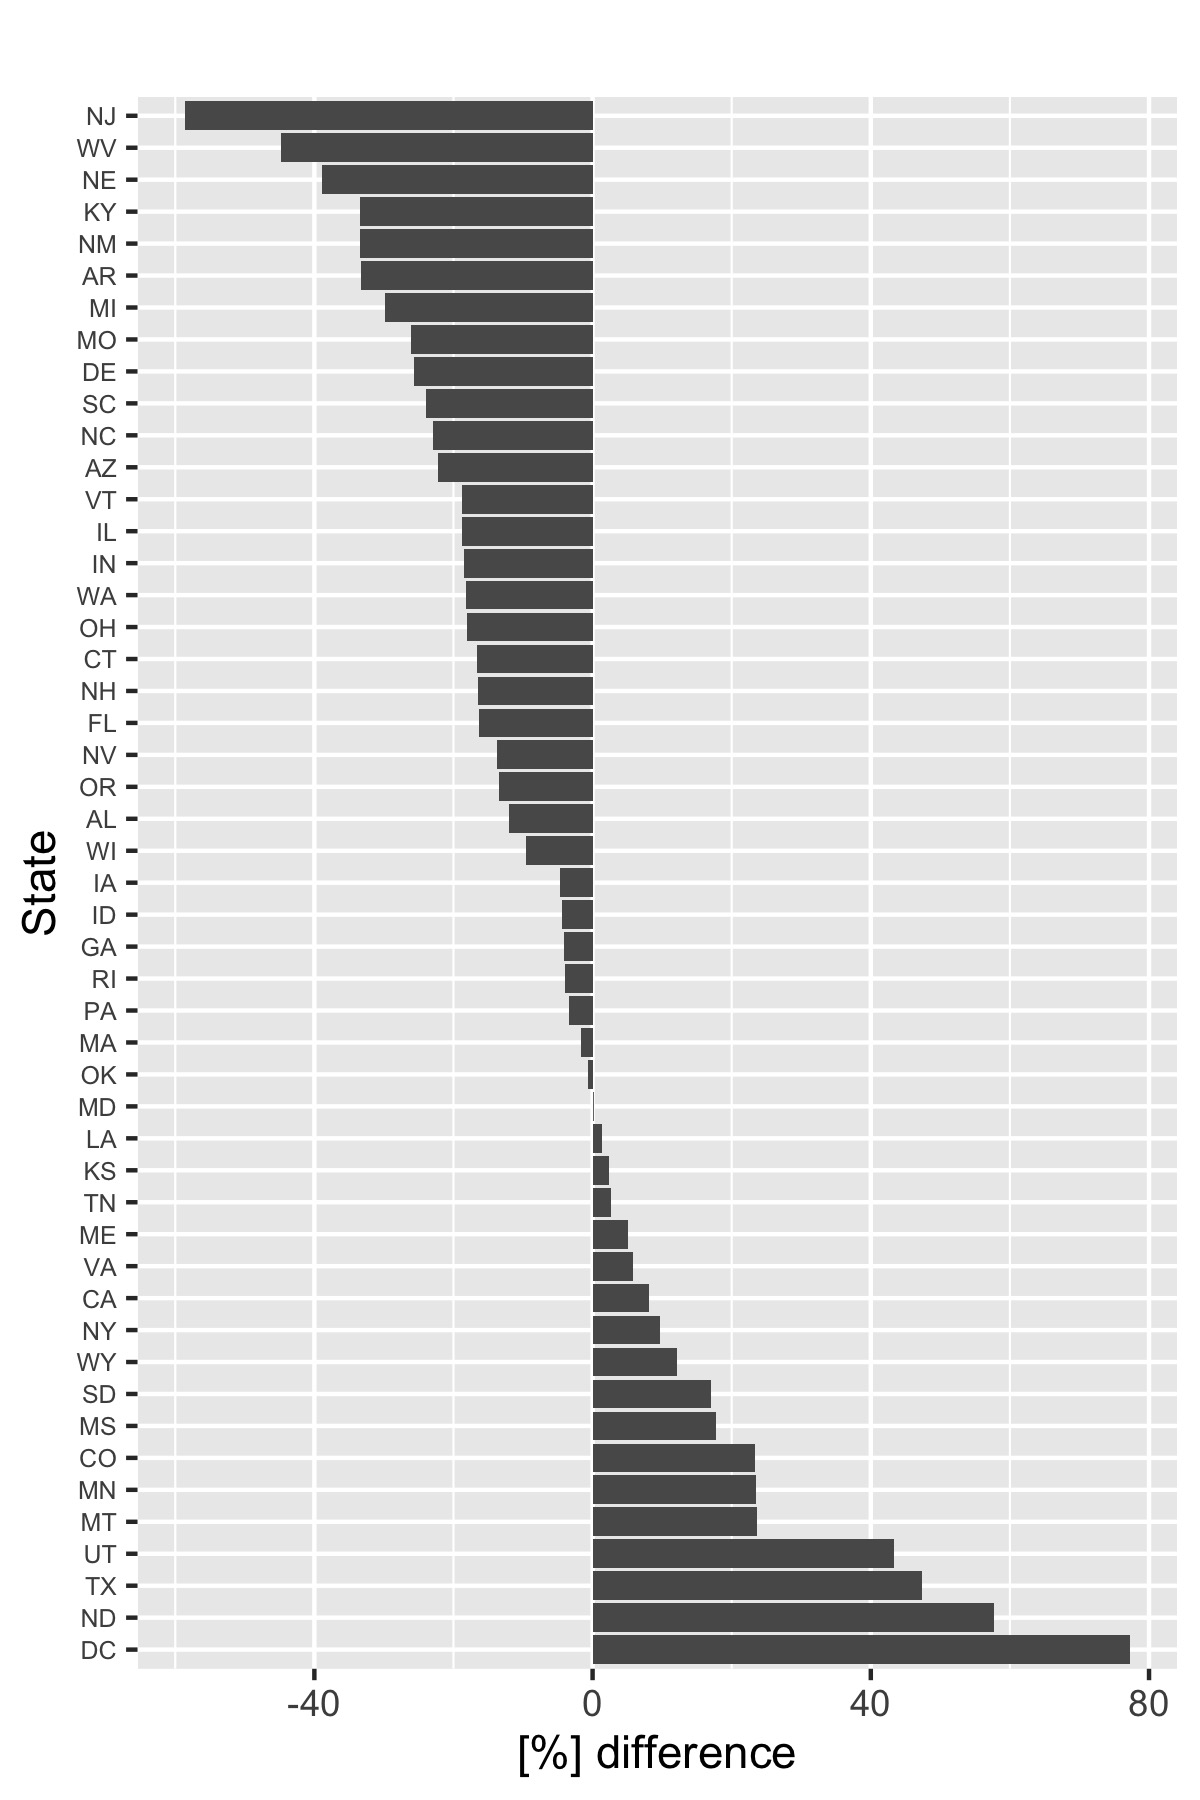 NJ
WV
NE
KY
NM
AR
MI
MO
DE
SC
NC
AZ
VT
IL
IN
WA
OH
CT
NH
FL
NV
OR
AL
WI
IA
ID
GA
RI
PA
MA
OK
MD
LA
KS
TN
ME
VA
CA
NY
WY
SD
MS
CO
MN
MT
UT
TX
ND
DC
State
-40 0 40 80
[%] difference